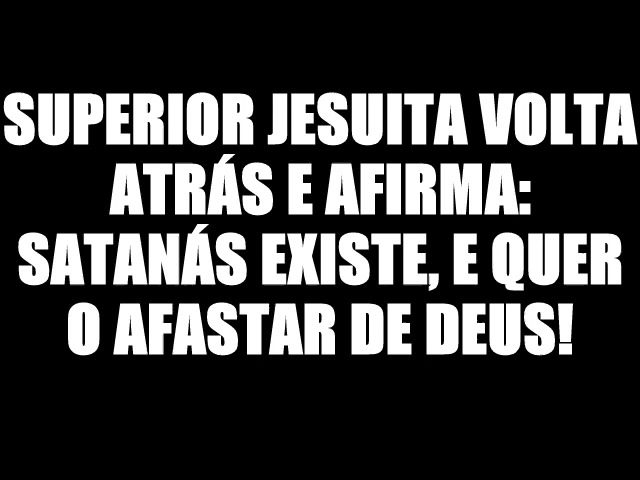 SUPERIOR JESUITA VOLTA
ATRÁS E AFIRMA:
SATANÁS EXISTE, E QUER
O AFASTAR DE DEUS!